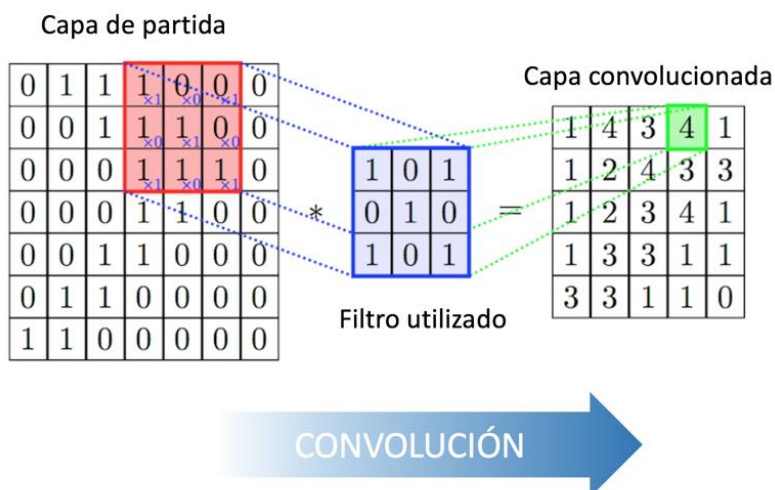 Capa de partida
Capa convolucionada
0 1 1 1 0 0 0
×1 ×0 ×1
0 0 1 1 1 0 0
×0 ×1 ×0
0 0 0 1 1 1 0
×1 ×0 ×1
0 0 0 1 1 0 0
0 0 1 1 0 0 0
0 1 1 0 0 0 0
1 1 0 0 0 0 0
*
1 0 1
0 1 0
1 0 1
=
1 4 3 4 1
1 2 4 3 3
1 2 3 4 1
1 3 3 1 1
3 3 1 1 0
Filtro utilizado
CONVOLUCIÓN